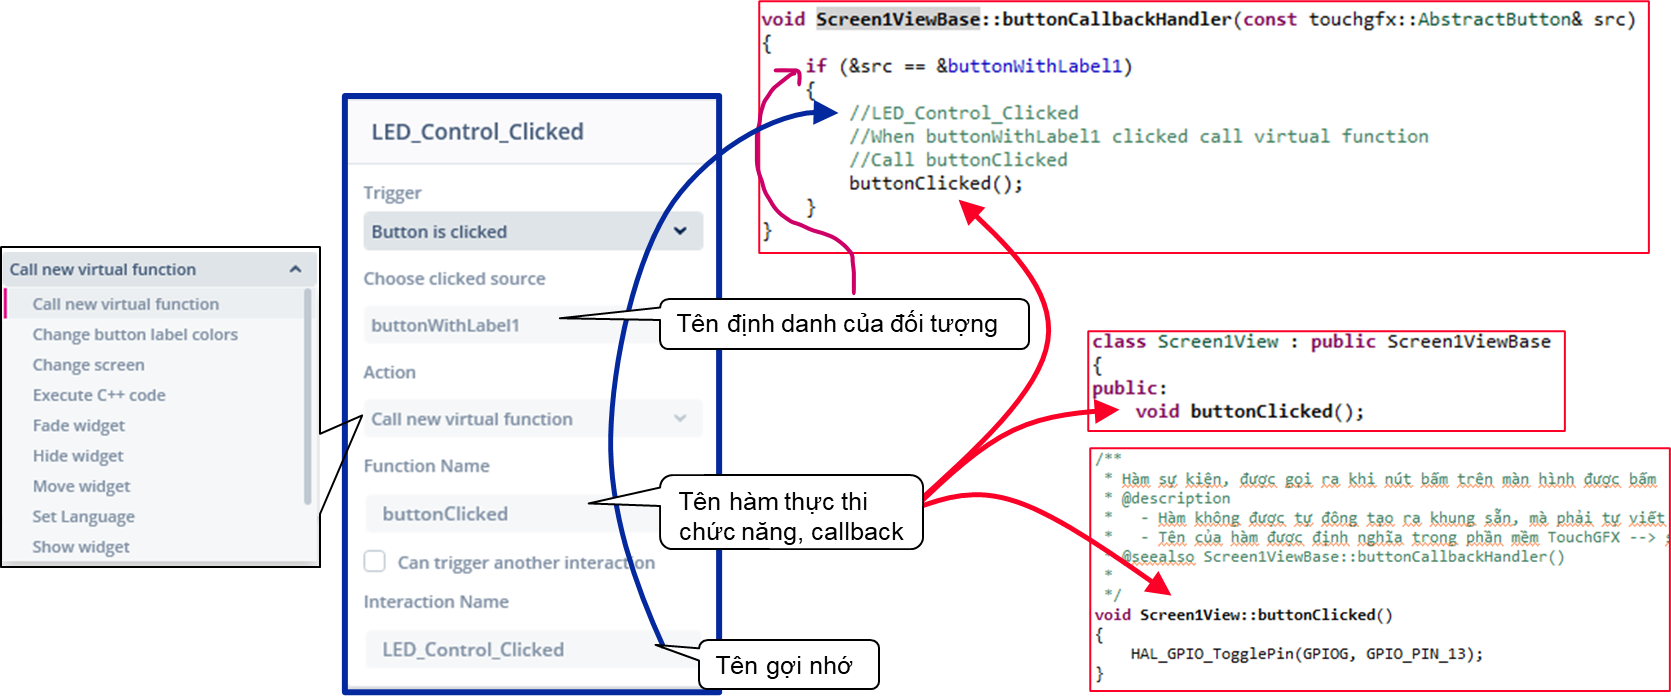 Call new virtual function
Call new virtual function
Change button label colors
Change screen
Execute C++ code
Fade widget
Hide widget
Move widget
Set Language
Show widget
LED_Control_Clicked
Trigger
Button is clicked
Choose clicked source
buttonWithLabel1
Action
Call new virtual function
Function Name
buttonClicked
Can trigger another interaction
Interaction Name
LED_Control_Clicked
Tên định danh của đối tượng
Tên hàm thực thi
chức năng, callback
Tên gợi nhớ
void Screen1ViewBase::buttonCallbackHandler(const touchgfx::AbstractButton& src)
{
if (&src == &buttonWithLabel1)
{
//LED_Control_Clicked
//When buttonWithLabel1 clicked call virtual function
//Call buttonClicked
buttonClicked();
}
}
class Screen1View : public Screen1ViewBase
{
public:
void buttonClicked();
/**
* Hàm sự kiện, được gọi ra khi nút bấm trên màn hình được bấm
* @description
* - Hàm không được tự đông tạo ra khung sẵn, mà phải tự viết
* - Tên của hàm được định nghĩa trong phần mềm TouchGFX -->
@seealso Screen1ViewBase::buttonCallbackHandler()
*
*/
void Screen1View::buttonClicked()
{
HAL_GPIO_TogglePin(GPIOG, GPIO_PIN_13);
}